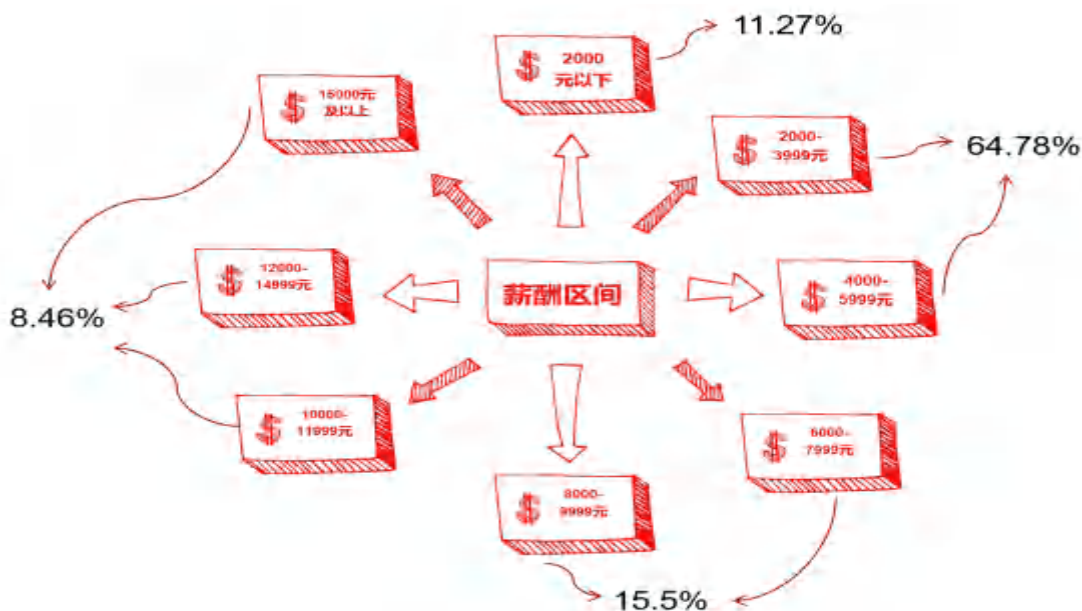 11.27%
$ 2000
元以下
$ 15000元
及以上
$ 2000-
3999元
64.78%
$ 12000-
14999元
薪酬区间
$ 4000-
5999元
8.46%
$ 10000-
11999元
$ 6000-
7999元
$ 8000-
9999元
15.5%